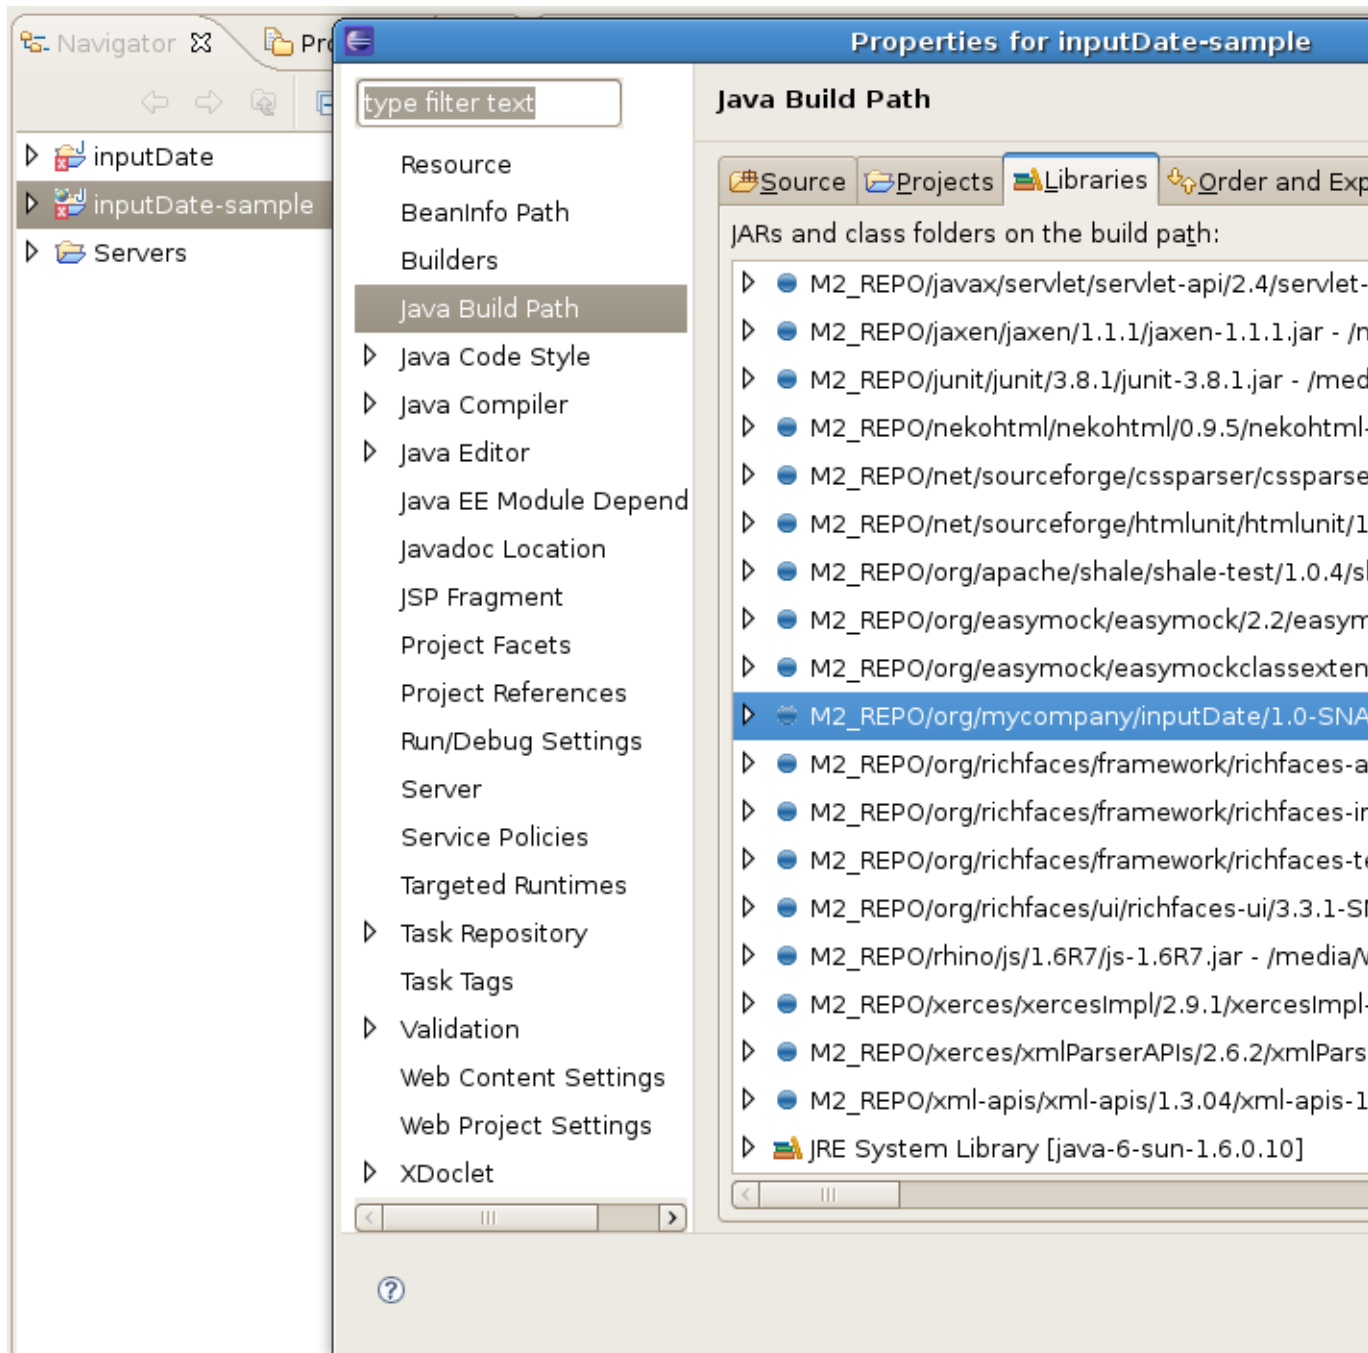 Navigator
Properties for inputDate-sample
inputDate
inputDate-sample
Servers
type filter text
Resource
BeanInfo Path
Builders
Java Build Path
Java Code Style
Java Compiler
Java Editor
Java EE Module Depend
Javadoc Location
JSP Fragment
Project Facets
Project References
Run/Debug Settings
Server
Service Policies
Targeted Runtimes
Task Repository
Task Tags
Validation
Web Content Settings
Web Project Settings
XDoclet
Java Build Path
Source Projects Libraries Order and Exp
JARs and class folders on the build path:
M2_REPO/javax/servlet/servlet-api/2.4/servlet-
M2_REPO/jaxen/jaxen/1.1.1/jaxen-1.1.1.jar - /m
M2_REPO/junit/junit/3.8.1/junit-3.8.1.jar - /med
M2_REPO/nekohtml/nekohtml/0.9.5/nekohtml-
M2_REPO/net/sourceforge/cssparser/cssparse
M2_REPO/net/sourceforge/htmlunit/htmlunit/1
M2_REPO/org/apache/shale/shale-test/1.0.4/sh
M2_REPO/org/easymock/easymock/2.2/easym
M2_REPO/org/easymock/easymockclassexten
M2_REPO/org/mycompany/inputDate/1.0-SNA
M2_REPO/org/richfaces/framework/richfaces-a
M2_REPO/org/richfaces/framework/richfaces-im
M2_REPO/org/richfaces/framework/richfaces-te
M2_REPO/org/richfaces/ui/richfaces-ui/3.3.1-SN
M2_REPO/rhino/js/1.6R7/js-1.6R7.jar - /media/
M2_REPO/xerces/xercesImpl/2.9.1/xercesImpl-
M2_REPO/xerces/xmlParserAPIs/2.6.2/xmlPars
M2_REPO/xml-apis/xml-apis/1.3.04/xml-apis-1
JRE System Library [java-6-sun-1.6.0.10]